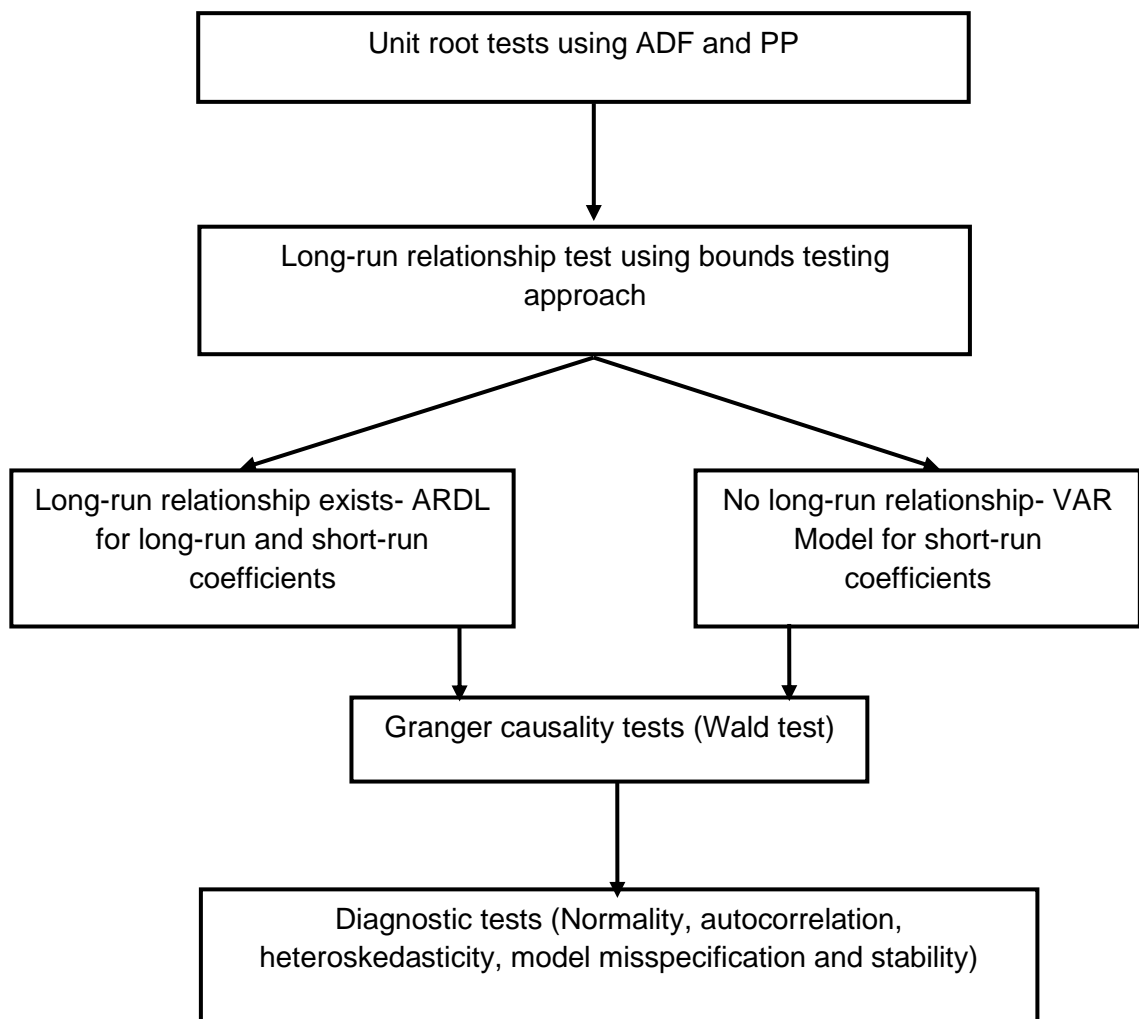 Unit root tests using ADF and PP
Long-run relationship test using bounds testing
approach
Long-run relationship exists- ARDL
for long-run and short-run
coefficients
No long-run relationship- VAR
Model for short-run
coefficients
Granger causality tests (Wald test)
Diagnostic tests (Normality, autocorrelation,
heteroskedasticity, model misspecification and stability)